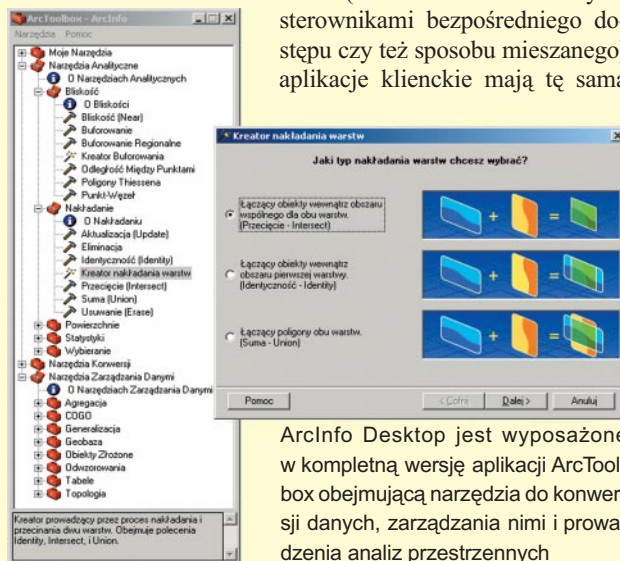 sterownikami bezpośredniego do-
stępu czy też sposobu mieszanego,
aplikacje klienckie mają tę sama
ArcToolbox - ArcInfo
Narzędzia Pomoc
Moje Narzędzia
Narzędzia Analityczne
O Narzędziach Analitycznych
Bliskość
O Bliskości
Bliskość (Near)
Buforowanie
Buforowanie Regionalne
Kreator Buforowania
Odległość Między Punktami
Poligony Thiessena
Punkt-Węzeł
Nakładanie
O Nakładaniu
Aktualizacja (Update)
Eliminacja
Identyczność (Identity)
Kreator nakładania warstw
Przecięcie (Intersect)
Suma (Union)
Usuwanie (Erase)
Powierzchnie
Statystyki
Wybieranie
Narzędzia Konwersji
Narzędzia Zarządzania Danymi
O Narzędziach Zarządzania Danymi
Agregacja
COGO
Generalizacja
Geobaza
Obiekty Złożone
Odwzorowania
Tabele
Topologia
Kreator prowadzący przez proces nakładania i
przecinania dwu warstw. Obejmuje polecenia
Identity, Intersect, i Union.
Kreator nakładania warstw
Jaki typ nakładania warstw chcesz wybrać?
Łączący obiekty wewnątrz obszaru
wspólnego dla obu warstw.
(Przecięcie - Intersect)
Łączący obiekty wewnątrz
obszaru pierwszej warstwy.
(Identyczność - Identity)
Łączący poligony obu warstw.
(Suma - Union)
Pomoc
< Cofnij
Dalej >
Anuluj
ArcInfo Desktop jest wyposażone
w kompletną wersję aplikacji ArcTool-
box obejmującą narzędzia do konwer-
sji danych, zarządzania nimi i prowa-
dzenia analiz przestrzennych